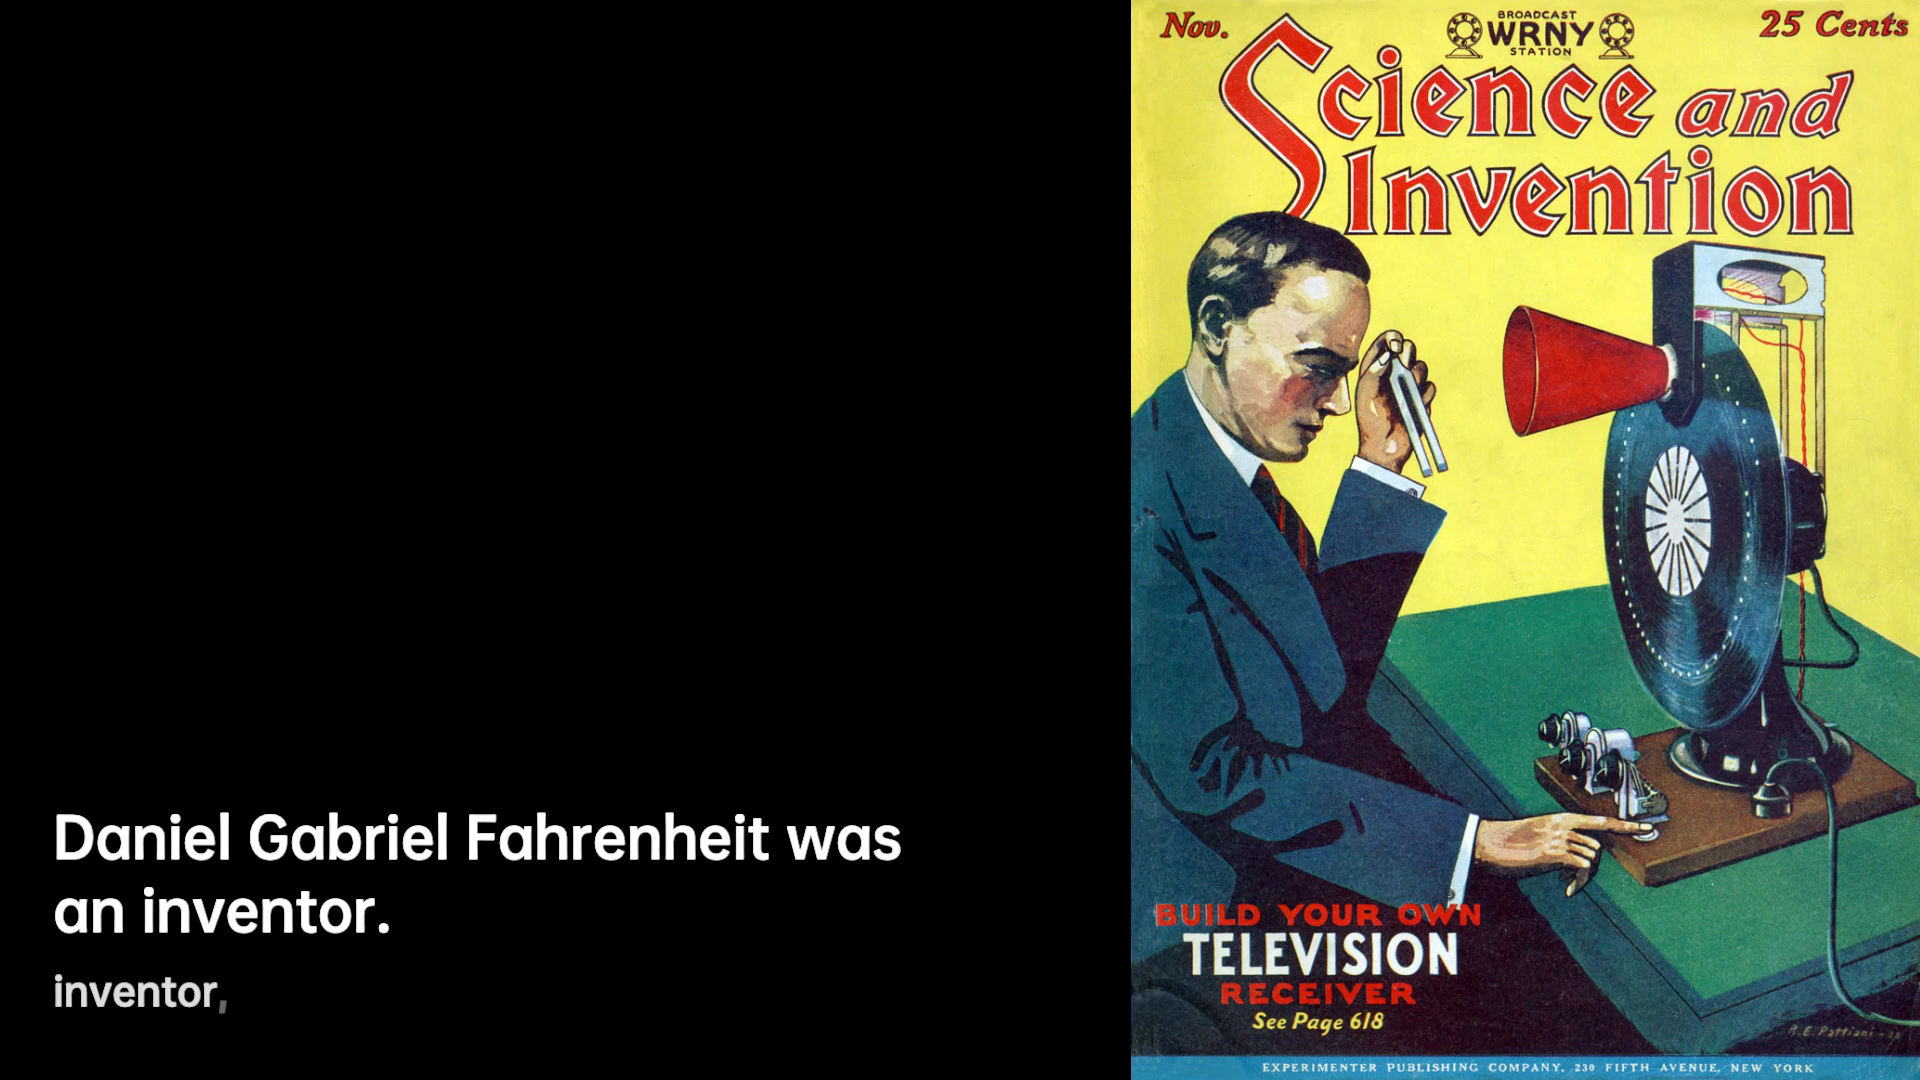 Daniel Gabriel Fahrenheit was
an inventor.
inventor,
Nov.
BROADCAST
WRNY
STATION
25 Cents
Science and
Invention
BUILD YOUR OWN
TELEVISION
RECEIVER
See Page 618
R.E. Pattiani
EXPERIMENTER PUBLISHING COMPANY, 230 FIFTH AVENUE, NEW YORK